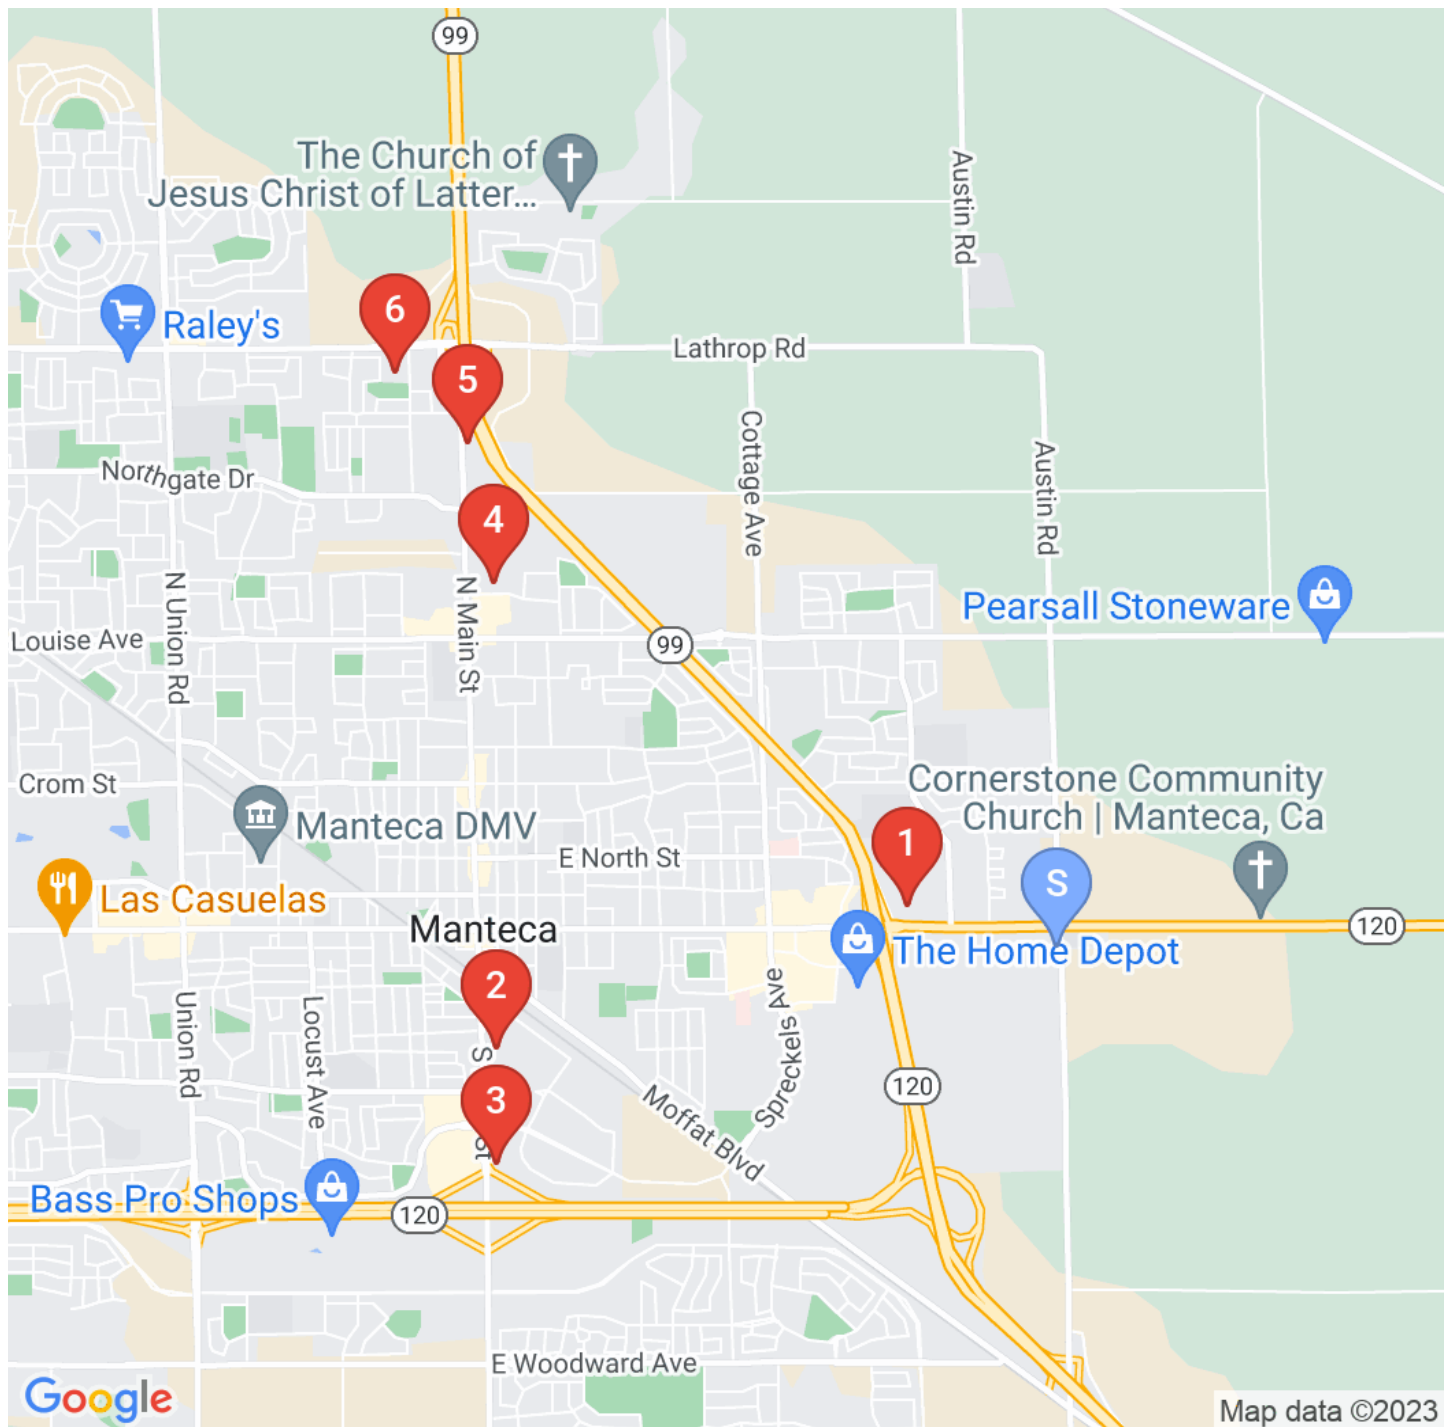 99
The Church of
Jesus Christ of Latter...
Austin Rd
6
Raley's
Lathrop Rd
5
Cottage Ave
Northgate Dr
Austin Rd
4
N Union Rd
N Main St
Pearsall Stoneware
Louise Ave
99
Crom St
Cornerstone Community
Church | Manteca, Ca
Manteca DMV
1
E North St
S
Las Casuelas
Manteca
120
The Home Depot
2
Spreckels Ave
Union Rd
Locust Ave
S
St
3
120
Moffat Blvd
Bass Pro Shops
120
E Woodward Ave
Google
Map data ©2023